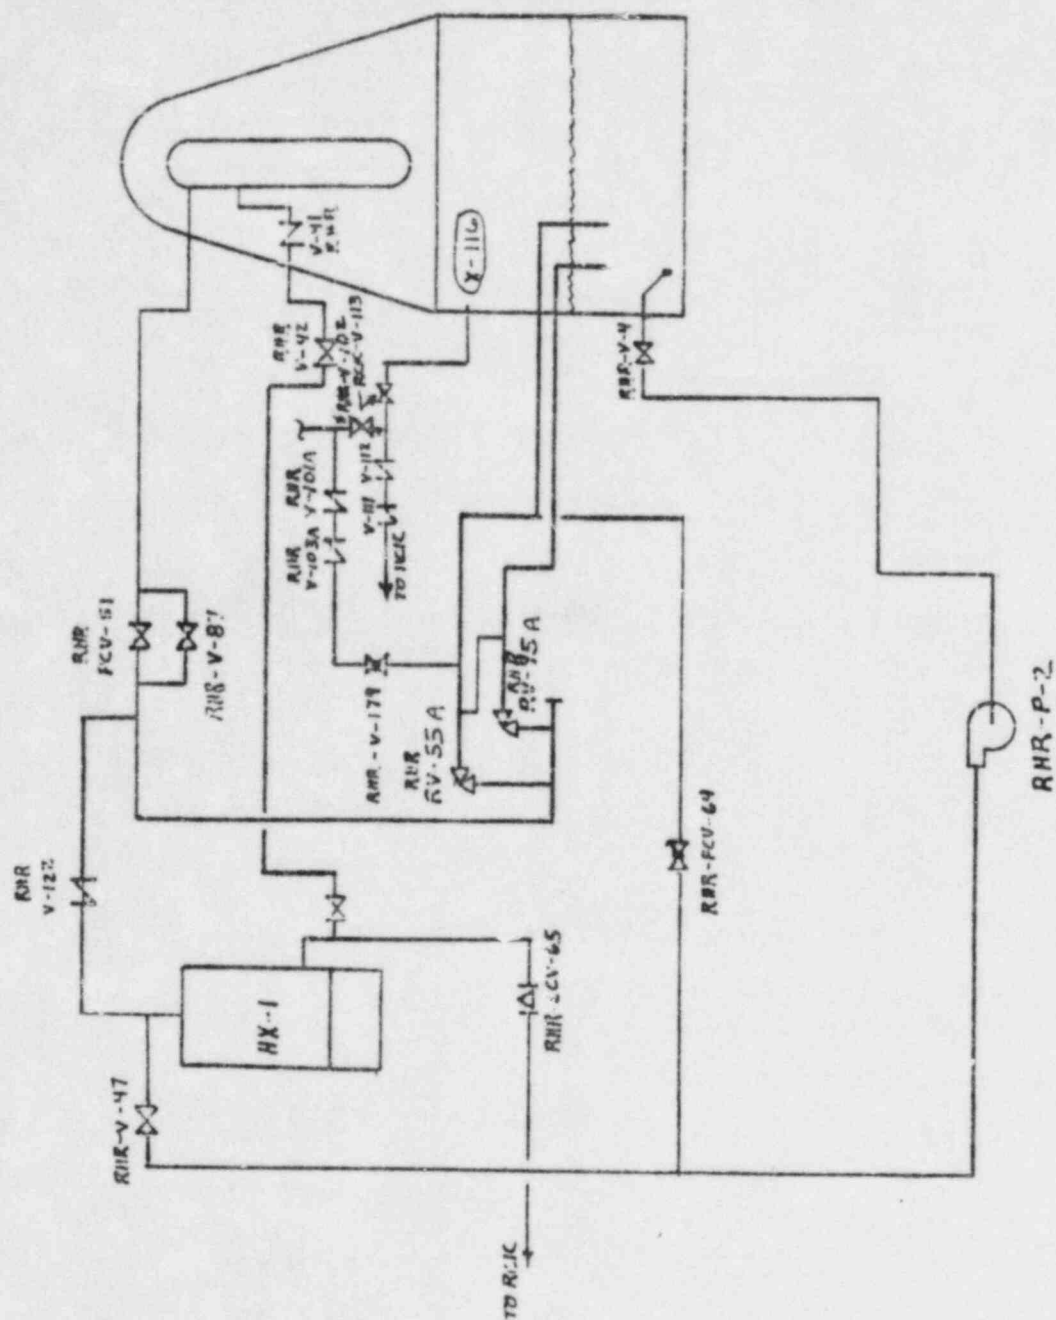 RHR
V-41
RHR
V-42
X-116
RHR-V-102
RCIC-V-113
RHR
V-101A
RHR
V-103A
V-112
V-111
TO RCIC
RHR-V-4
RHR
FCV-51
RHR-V-87
RHR-V-179
RHR
RV-55A
RHR
RV-95A
RHR-P-2
RHR-FCV-64
RHR
V-122
HX-1
RHR-LCV-65
RHR-V-47
TO RCIC